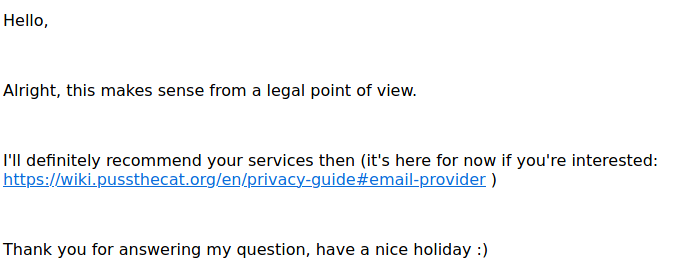 Hello,
Alright, this makes sense from a legal point of view.
I'll definitely recommend your services then (it's here for now if you're interested:
https://wiki.pussthecat.org/en/privacy-guide#email-provider )
Thank you for answering my question, have a nice holiday :)